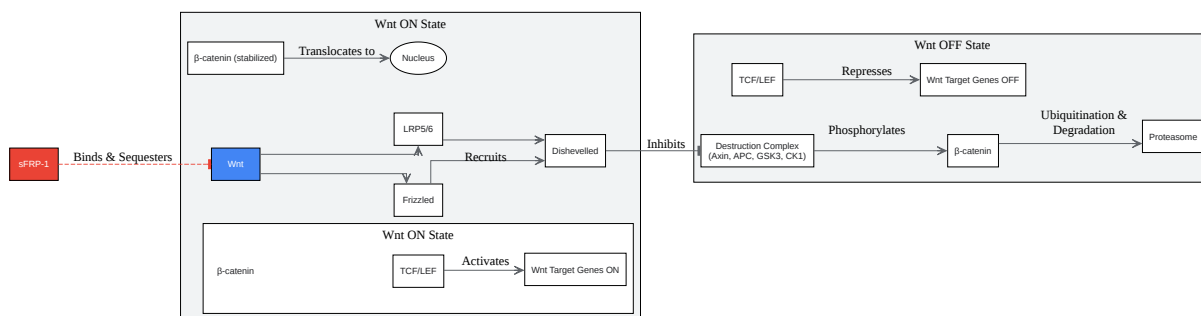 Wnt ON State
β-catenin (stabilized)
Translocates to
Nucleus
sFRP-1
Binds & Sequesters
Wnt
LRP5/6
Frizzled
Recruits
Dishevelled
Inhibits
Wnt ON State
β-catenin
TCF/LEF
Activates
Wnt Target Genes ON
Wnt OFF State
TCF/LEF
Represses
Wnt Target Genes OFF
Destruction Complex
(Axin, APC, GSK3, CK1)
Phosphorylates
β-catenin
Ubiquitination &
Degradation
Proteasome